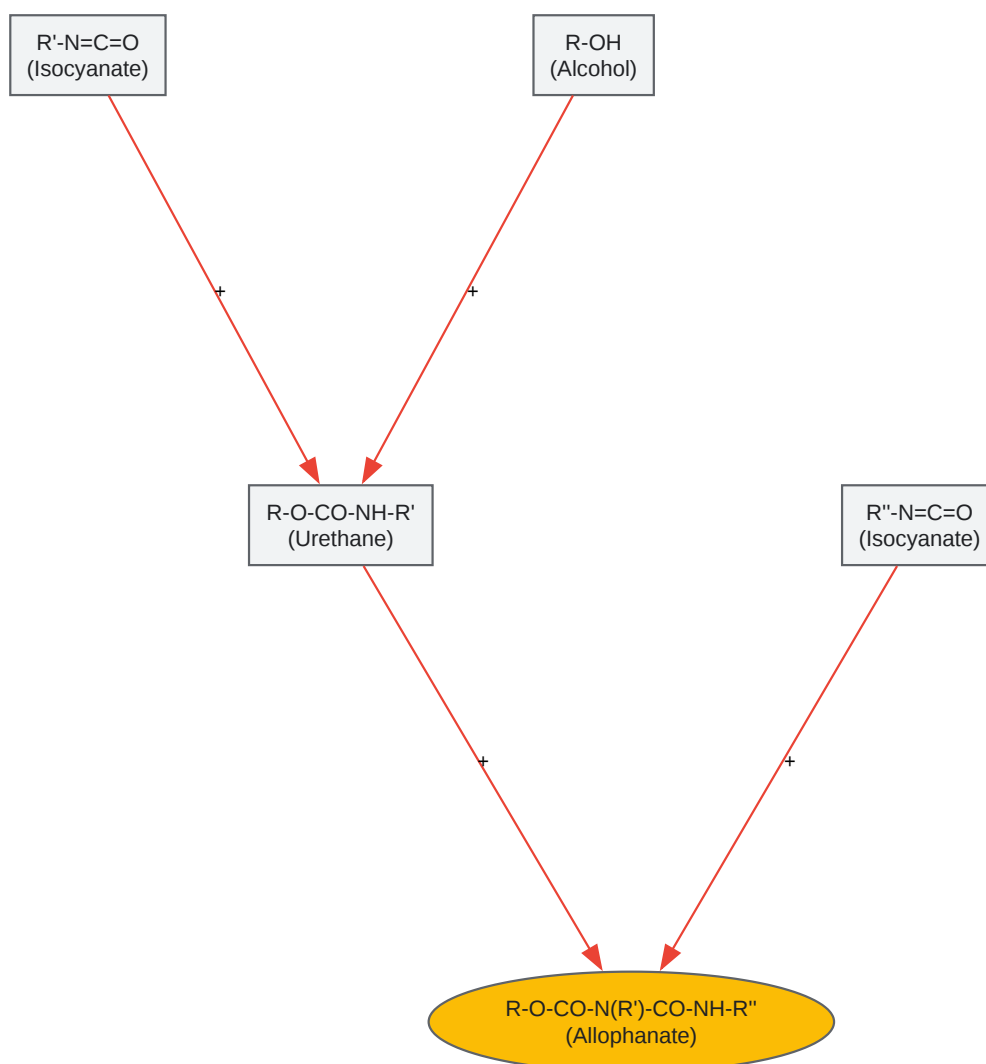 R'-N=C=O
(Isocyanate)
R-OH
(Alcohol)
+
+
R-O-CO-NH-R'
(Urethane)
R''-N=C=O
(Isocyanate)
+
+
R-O-CO-N(R')-CO-NH-R''
(Allophanate)